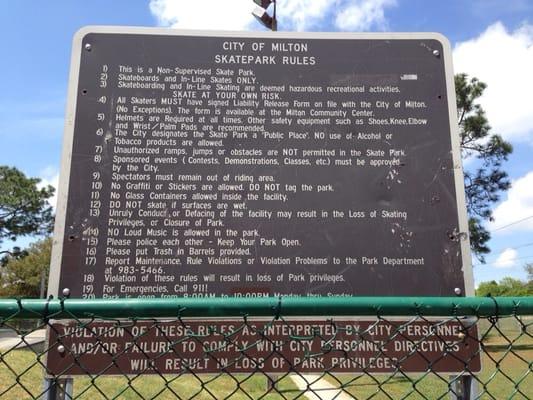 CITY OF MILTON
SKATEPARK RULES
1) This is a Non-Supervised Skate Park.
2) Skateboards and In-Line Skates ONLY.
3) Skateboarding and In-Line Skating are deemed hazardous recreational activities.
SKATE AT YOUR OWN RISK.
4) All Skaters MUST have signed Liability Release Form on file with the City of Milton.
(No Exceptions). The form is available at the Milton Community Center.
5) Helmets are Required at all times. Other safety equipment such as Shoes,Knee,Elbow
and Wrist/Palm Pads are recommended.
6) The City designates the Skate Park a "Public Place". NO use of Alcohol or
Tobacco products are allowed.
7) Unauthorized ramps, jumps or obstacles are NOT permitted in the Skate Park.
8) Sponsored events (Contests, Demonstrations, Classes, etc.) must be approved
by the City.
9) Spectators must remain out of riding area.
10) No Graffiti or Stickers are allowed. DO NOT tag the park.
11) No Glass Containers allowed inside the facility.
12) DO NOT skate if surfaces are wet.
13) Unruly Conduct or Defacing of the facility may result in the Loss of Skating
Privileges, or Closure of Park.
14) NO Loud Music is allowed in the park.
15) Please police each other - Keep Your Park Open.
16) Please put Trash in Barrels provided.
17) Report Maintenance, Rule Violations or Violation Problems to the Park Department
at 983-5466.
18) Violation of these rules will result in loss of Park privileges.
19) For Emergencies, Call 911!
20) Park is open from 8:00AM to 10:00PM Monday thru Sunday
VIOLATION OF THESE RULES AS INTERPRETED BY CITY PERSONNEL
AND/OR FAILURE TO COMPLY WITH CITY PERSONNEL DIRECTIVES
WILL RESULT IN LOSS OF PARK PRIVILEGES